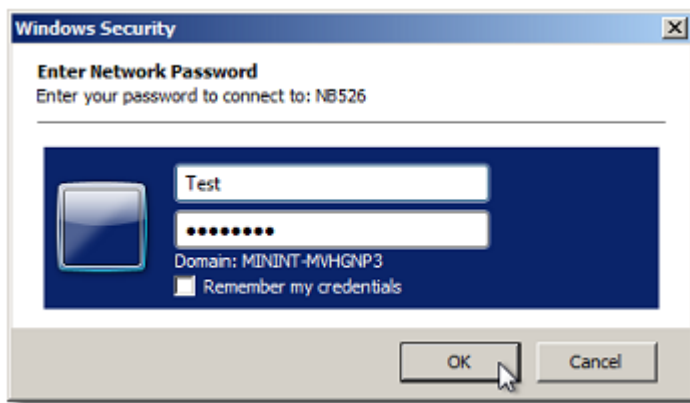 Windows Security
Enter Network Password
Enter your password to connect to: NB526
Test
●●●●●●●●
Domain: MININT-MVHGNP3
Remember my credentials
OK
Cancel